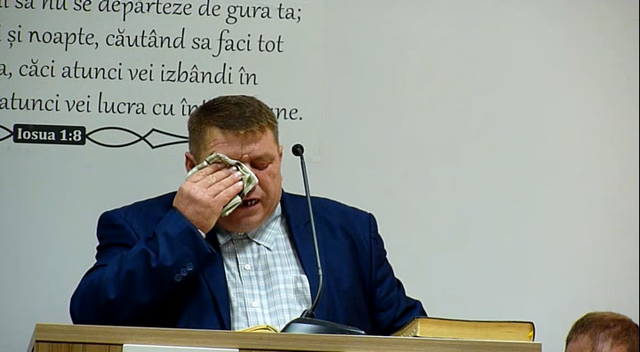 să nu se depărteze de gura ta;
și noapte, căutând sa faci tot
căci atunci vei izbândi în
atunci vei lucra cu
Iosua 1:8